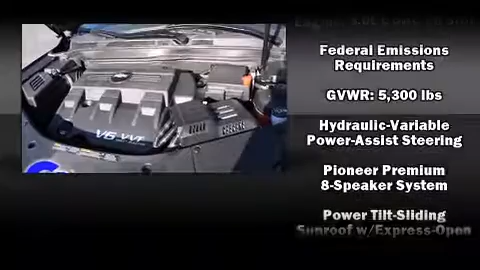 Federal Emissions
Requirements
GVWR: 5,300 lbs
Hydraulic-Variable
Power-Assist Steering
Pioneer Premium
8-Speaker System
Power Tilt-Sliding
Sunroof w/Express-Open
V6 VVT